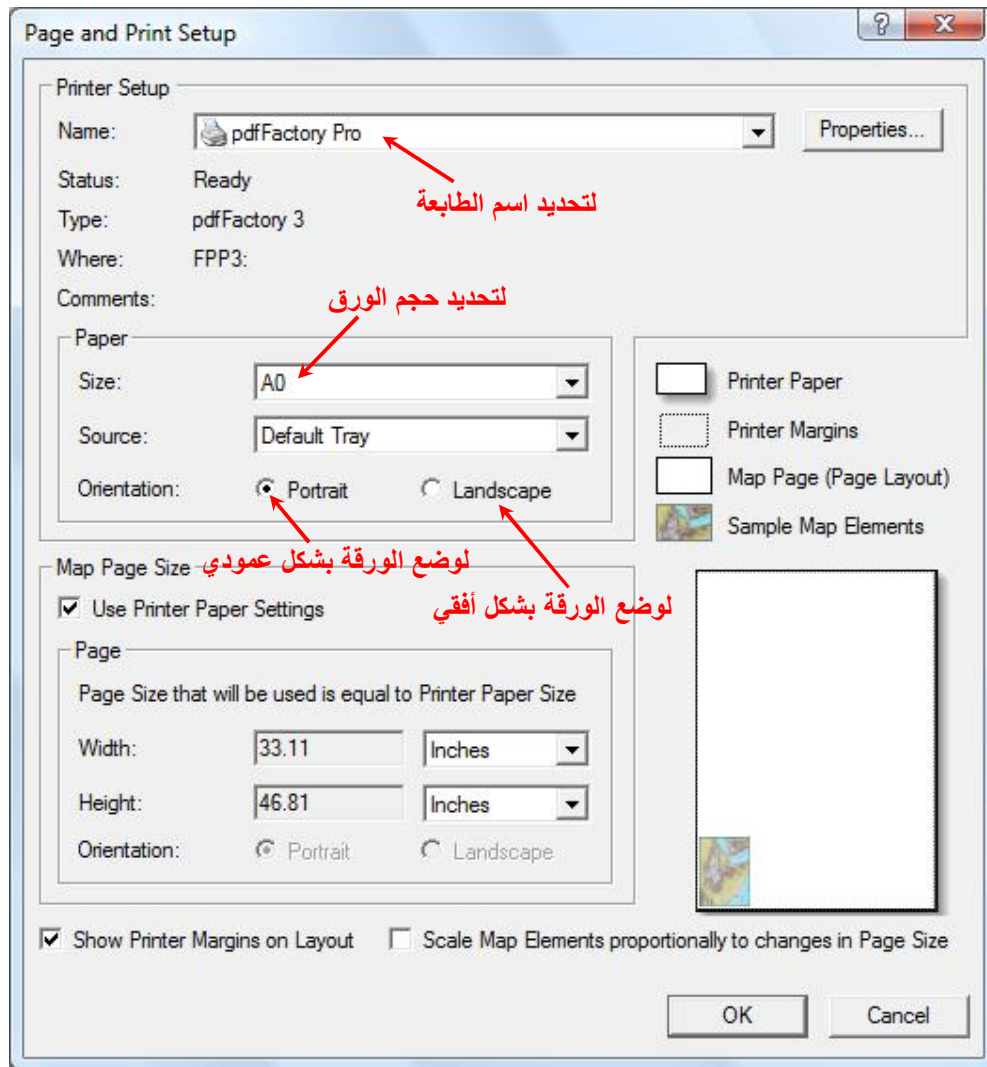 Page and Print Setup
Printer Setup
Name: pdfFactory Pro Properties...
Status: Ready
لتحديد اسم الطابعة
Type: pdfFactory 3
Where: FPP3:
Comments:
لتحديد حجم الورق
Paper
Size: A0
Printer Paper
Source: Default Tray
Printer Margins
Orientation: Portrait Landscape
Map Page (Page Layout)
Sample Map Elements
لوضع الورقة بشكل عمودي
Map Page Size
لوضع الورقة بشكل أفقي
Use Printer Paper Settings
Page
Page Size that will be used is equal to Printer Paper Size
Width: 33.11 Inches
Height: 46.81 Inches
Orientation: Portrait Landscape
Show Printer Margins on Layout Scale Map Elements proportionally to changes in Page Size
OK Cancel